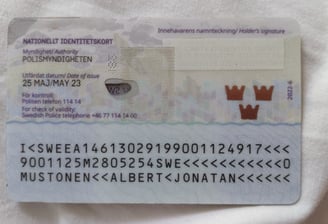 Innehavarens namnteckning/ Holder's signature
NATIONELLT IDENTITETSKORT
Myndighet/ Authority
POLISMYNDIGHETEN
Utfärdat datum/ Date of issue
25 MAJ/MAY 23
För kontroll:
Polisen telefon 114 14
For check of validity:
Swedish Police telephone +46 77 114 14 00
I<SWEEA14613029199001124917<<<
9001125M2805254SWE<<<<<<<<<<<0
MUSTONEN<<ALBERT<JONATAN<<<<<<